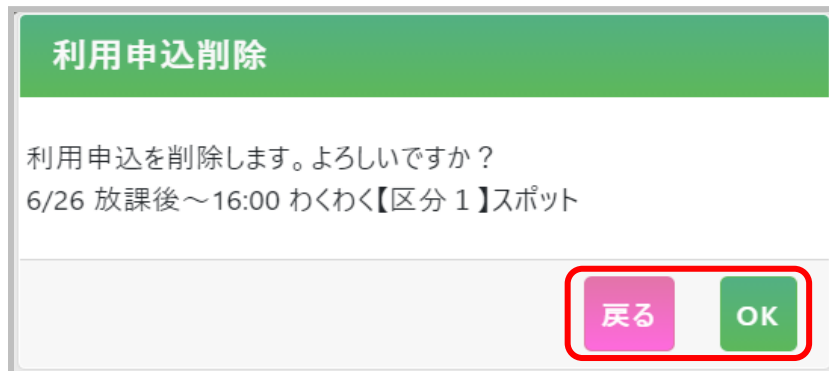 利用申込削除
利用申込を削除します。よろしいですか？
6/26 放課後～16:00 わくわく【区分１】スポット
戻る OK